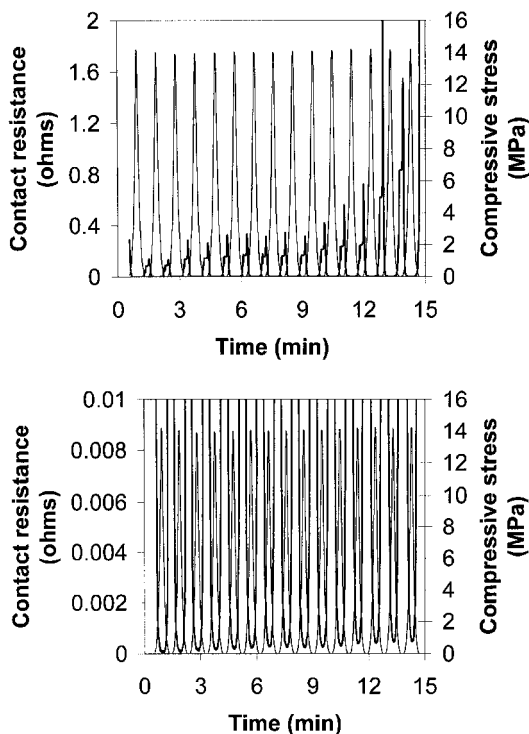 2
1.6
1.2
0.8
0.4
0
16
14
12
10
8
6
4
2
0
0 3 6 9 12 15
Contact resistance
(ohms)
Compressive stress
(MPa)
Time (min)
0.01
0.008
0.006
0.004
0.002
0
16
14
12
10
8
6
4
2
0
0 3 6 9 12 15
Contact resistance
(ohms)
Compressive stress
(MPa)
Time (min)